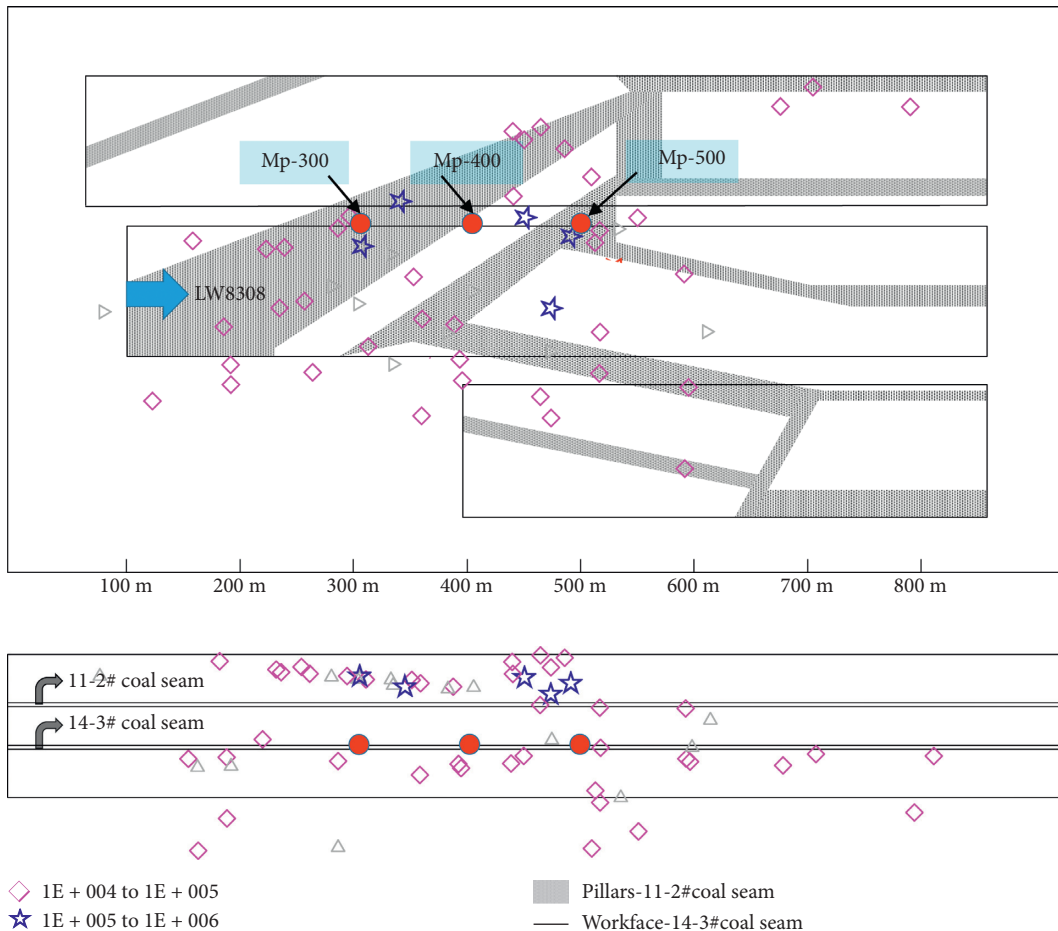 Mp-300
Mp-400
Mp-500
LW8308
100 m 200 m 300 m 400 m 500 m 600 m 700 m 800 m
11-2# coal seam
14-3# coal seam
1E + 004 to 1E + 005
1E + 005 to 1E + 006
Pillars-11-2#coal seam
Workface-14-3#coal seam